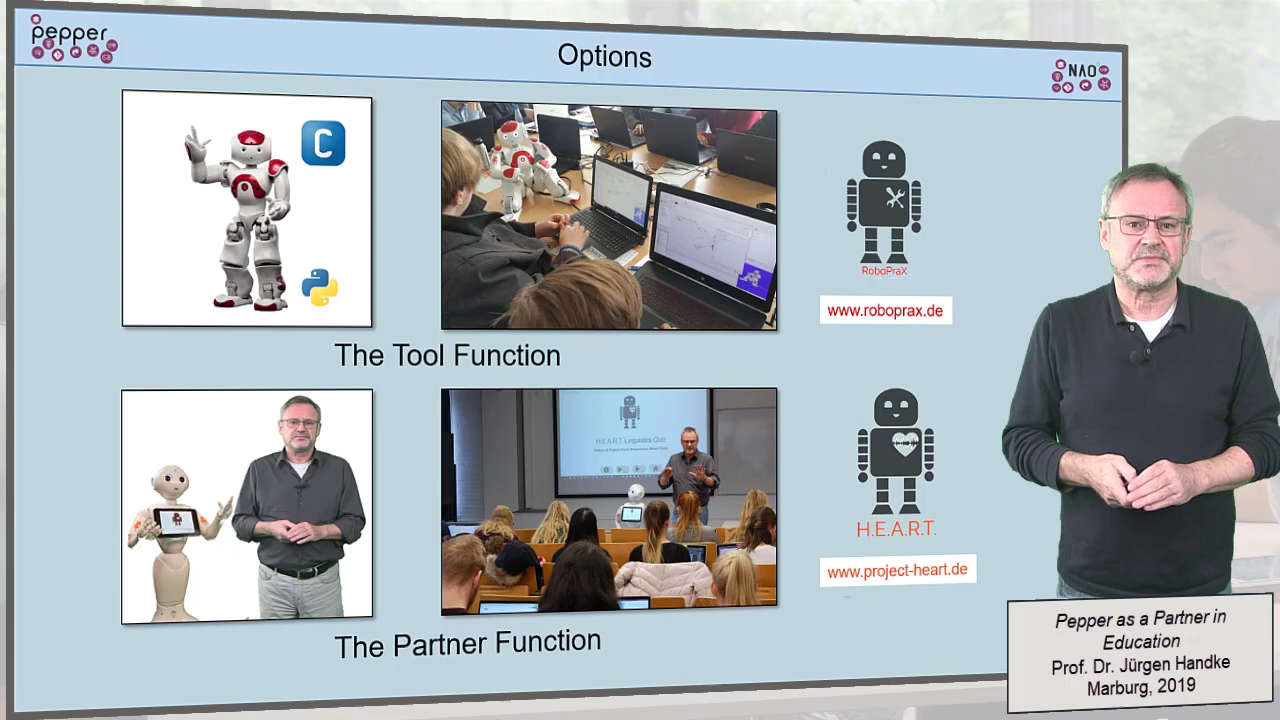 pepper
Options
NAO
C
RoboPraX
www.roboprax.de
The Tool Function
H.E.A.R.T. Linguistics Quiz
H.E.A.R.T.
www.project-heart.de
The Partner Function
Pepper as a Partner in
Education
Prof. Dr. Jürgen Handke
Marburg, 2019